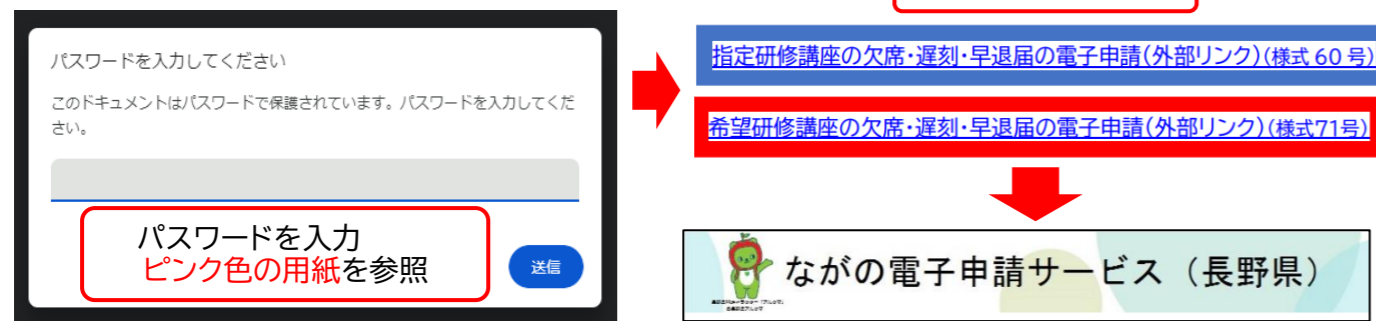 パスワードを入力してください
このドキュメントはパスワードで保護されています。パスワードを入力してくだ
さい。
パスワードを入力
ピンク色の用紙を参照
送信
指定研修講座の欠席・遅刻・早退届の電子申請(外部リンク)(様式60号)
希望研修講座の欠席・遅刻・早退届の電子申請(外部リンク)(様式71号)
ながの電子申請サービス（長野県）